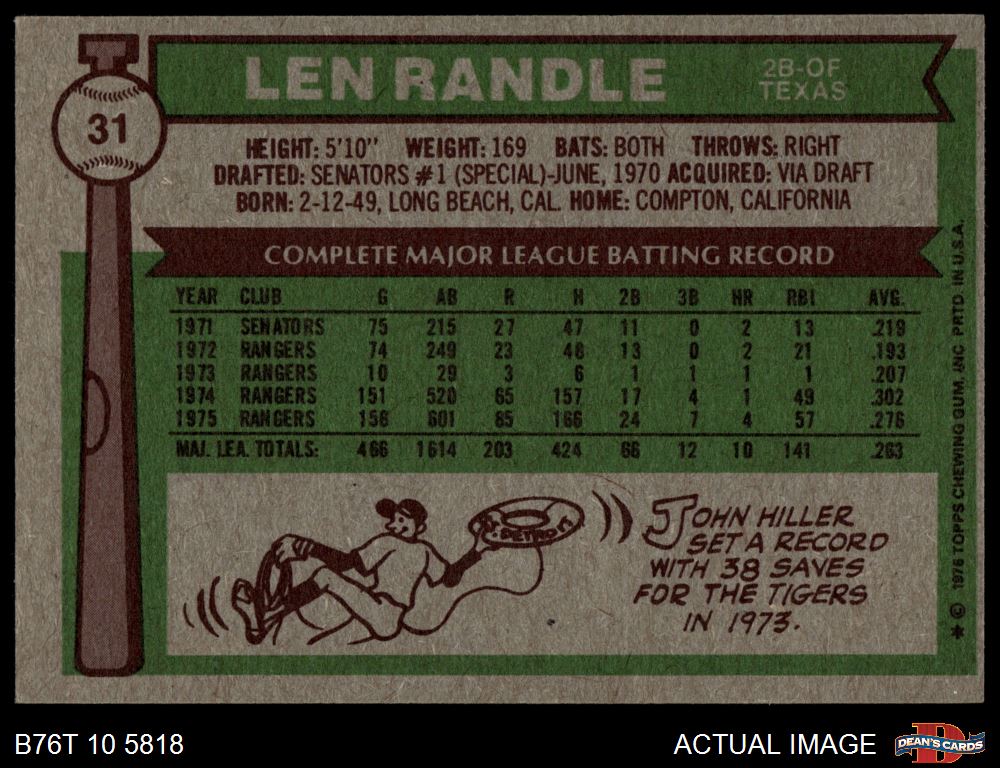 31
LEN RANDLE
2B-OF
TEXAS
HEIGHT: 5'10" WEIGHT: 169 BATS: BOTH THROWS: RIGHT
DRAFTED: SENATORS #1 (SPECIAL)-JUNE, 1970 ACQUIRED: VIA DRAFT
BORN: 2-12-49, LONG BEACH, CAL. HOME: COMPTON, CALIFORNIA
COMPLETE MAJOR LEAGUE BATTING RECORD
YEAR CLUB G AB R H 2B 3B HR RBI AVG.
1971 SENATORS 75 215 27 47 11 0 2 13 .219
1972 RANGERS 74 249 23 48 13 0 2 21 .193
1973 RANGERS 10 29 3 6 1 1 1 1 .207
1974 RANGERS 151 520 65 157 17 4 1 49 .302
1975 RANGERS 156 601 85 166 24 7 4 57 .276
MAJ. LEA. TOTALS: 466 1614 203 424 66 12 10 141 .263
DETROIT
JOHN HILLER
SET A RECORD
WITH 38 SAVES
FOR THE TIGERS
IN 1973.
* © 1976 TOPPS CHEWING GUM, INC. PRTD. IN U.S.A.
B76T 10 5818
ACTUAL IMAGE
D
DEAN'S CARDS